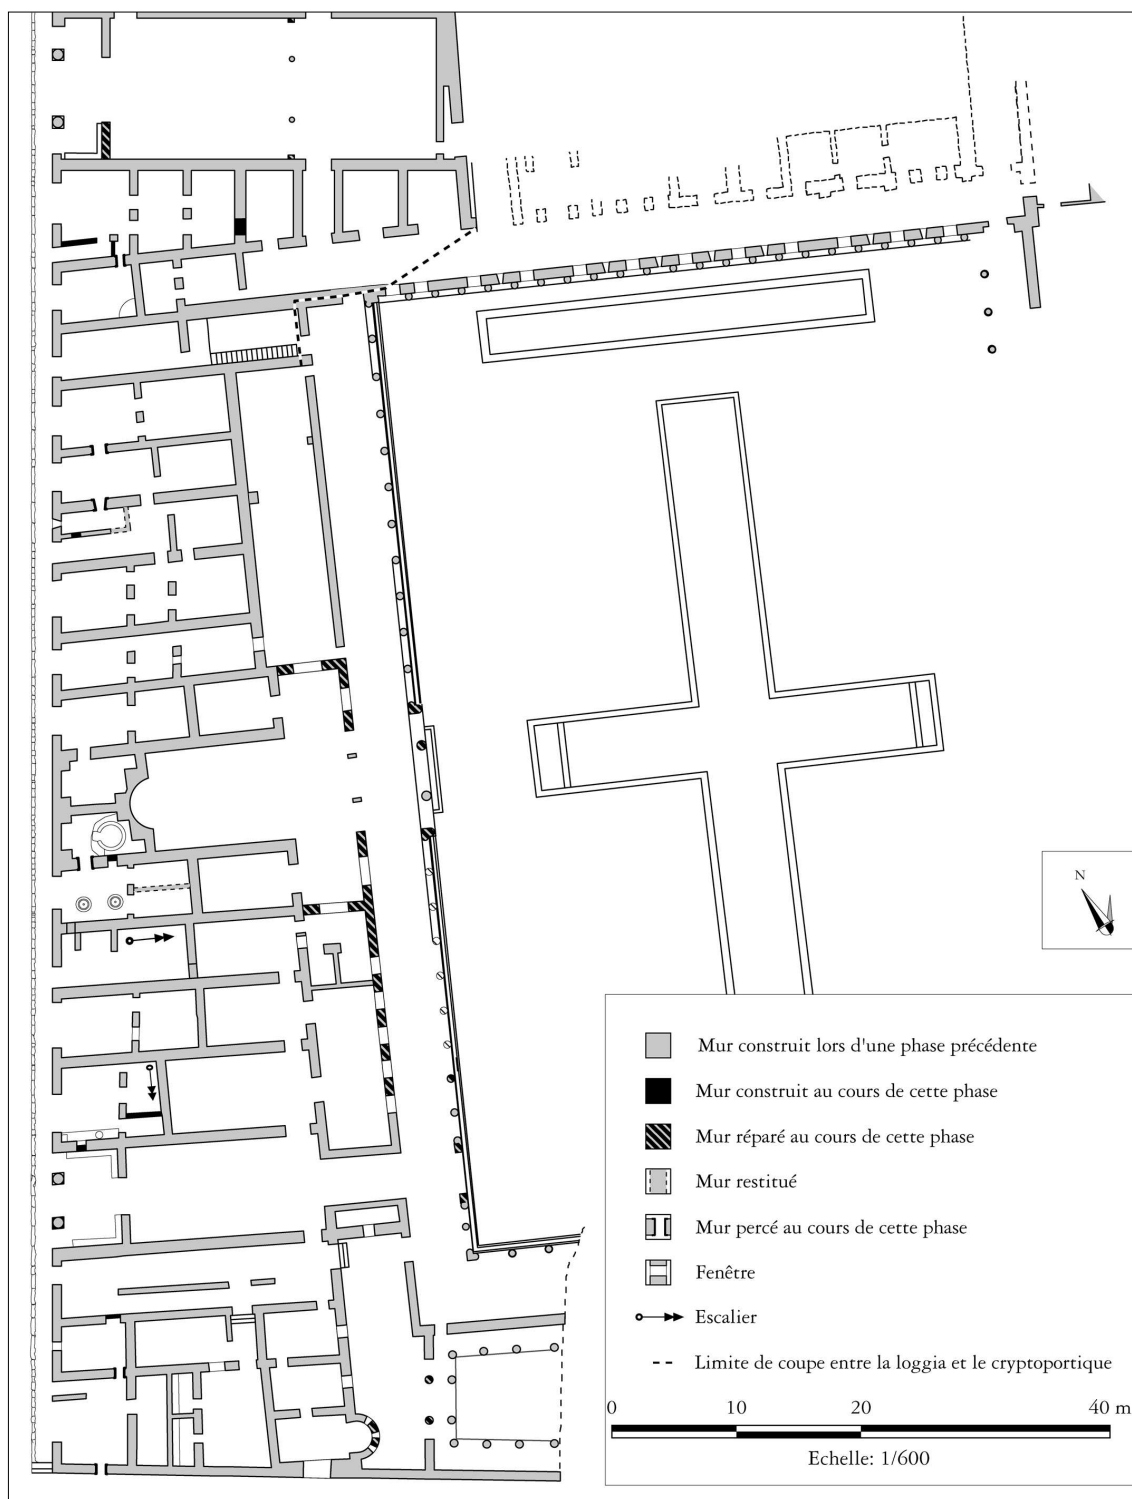 N
Mur construit lors d'une phase précédente
Mur construit au cours de cette phase
Mur réparé au cours de cette phase
Mur restitué
Mur percé au cours de cette phase
Fenêtre
Escalier
Limite de coupe entre la loggia et le cryptoportique
0 10 20 40 m
Echelle: 1/600